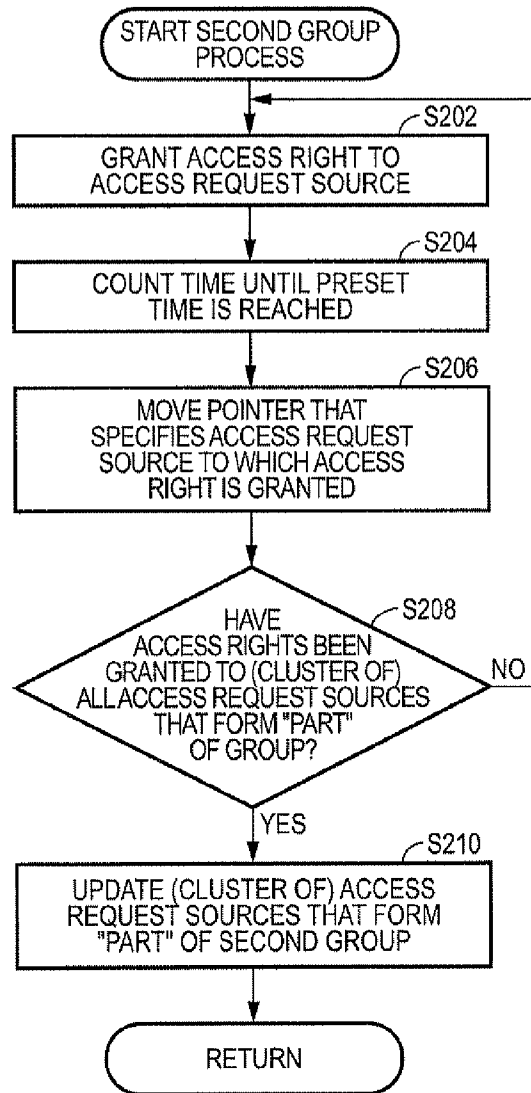 START SECOND GROUP
PROCESS
S202
GRANT ACCESS RIGHT TO
ACCESS REQUEST SOURCE
S204
COUNT TIME UNTIL PRESET
TIME IS REACHED
S206
MOVE POINTER THAT
SPECIFIES ACCESS REQUEST
SOURCE TO WHICH ACCESS
RIGHT IS GRANTED
S208
HAVE
ACCESS RIGHTS BEEN
GRANTED TO (CLUSTER OF)
ALL ACCESS REQUEST SOURCES
THAT FORM "PART"
OF GROUP?
NO
YES
S210
UPDATE (CLUSTER OF) ACCESS
REQUEST SOURCES THAT FORM
"PART" OF SECOND GROUP
RETURN